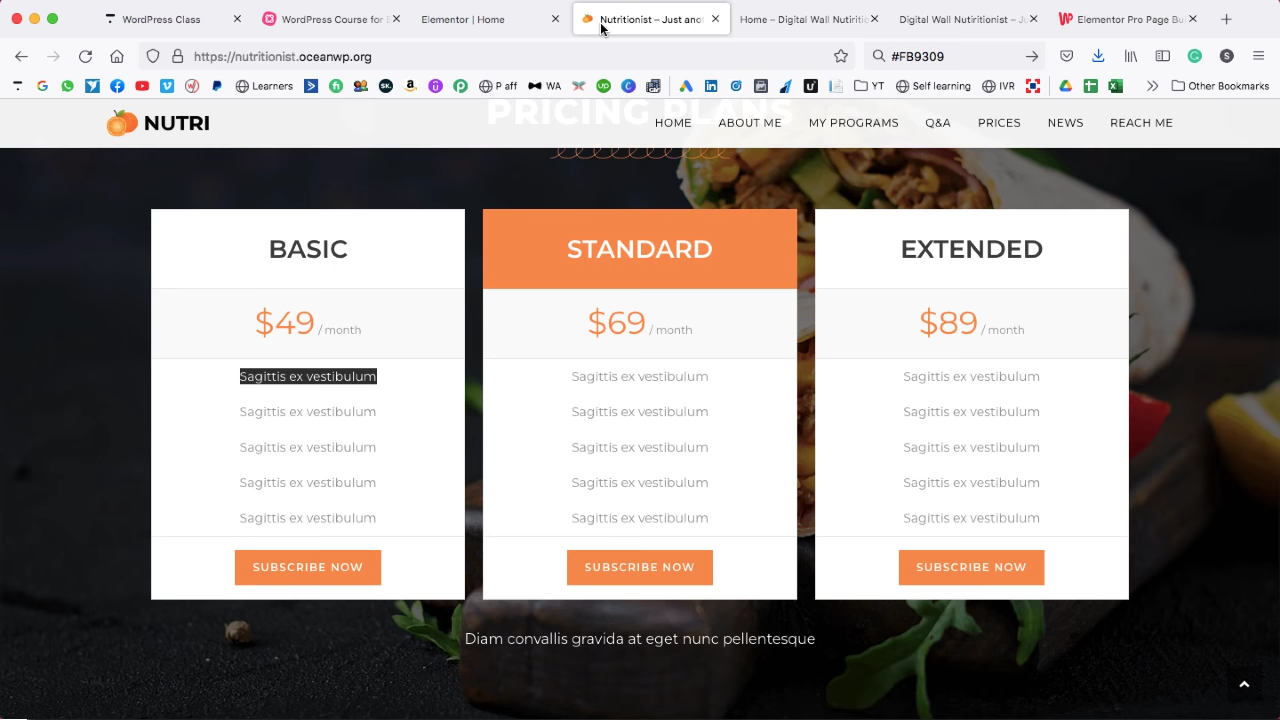 WordPress Class
WordPress Course for
Elementor | Home
Nutritionist – Just ano
Home – Digital Wall Nutritic
Digital Wall Nutiritionist – Ju
Elementor Pro Page Bu
https://nutritionist.oceanwp.org
#FB9309
Learners
P aff
WA
YT
Self learning
IVR
Other Bookmarks
PRICING PLANS
NUTRI
HOME ABOUT ME MY PROGRAMS Q&A PRICES NEWS REACH ME
BASIC
$49 / month
Sagittis ex vestibulum
Sagittis ex vestibulum
Sagittis ex vestibulum
Sagittis ex vestibulum
Sagittis ex vestibulum
SUBSCRIBE NOW
STANDARD
$69 / month
Sagittis ex vestibulum
Sagittis ex vestibulum
Sagittis ex vestibulum
Sagittis ex vestibulum
Sagittis ex vestibulum
SUBSCRIBE NOW
EXTENDED
$89 / month
Sagittis ex vestibulum
Sagittis ex vestibulum
Sagittis ex vestibulum
Sagittis ex vestibulum
Sagittis ex vestibulum
SUBSCRIBE NOW
Diam convallis gravida at eget nunc pellentesque